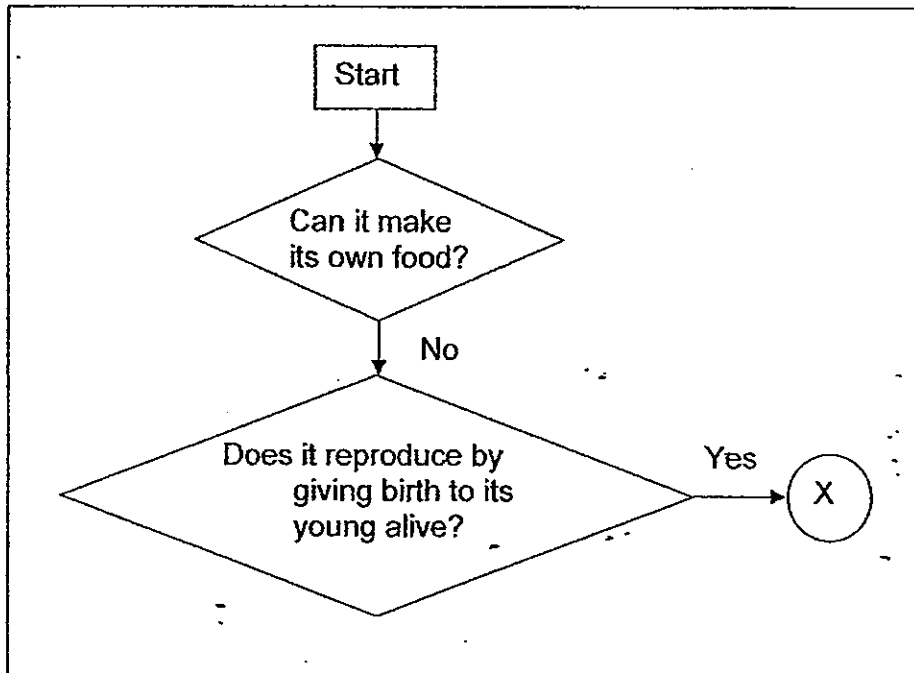 Start
Can it make
its own food?
No
Does it reproduce by
giving birth to its
young alive?
Yes
X